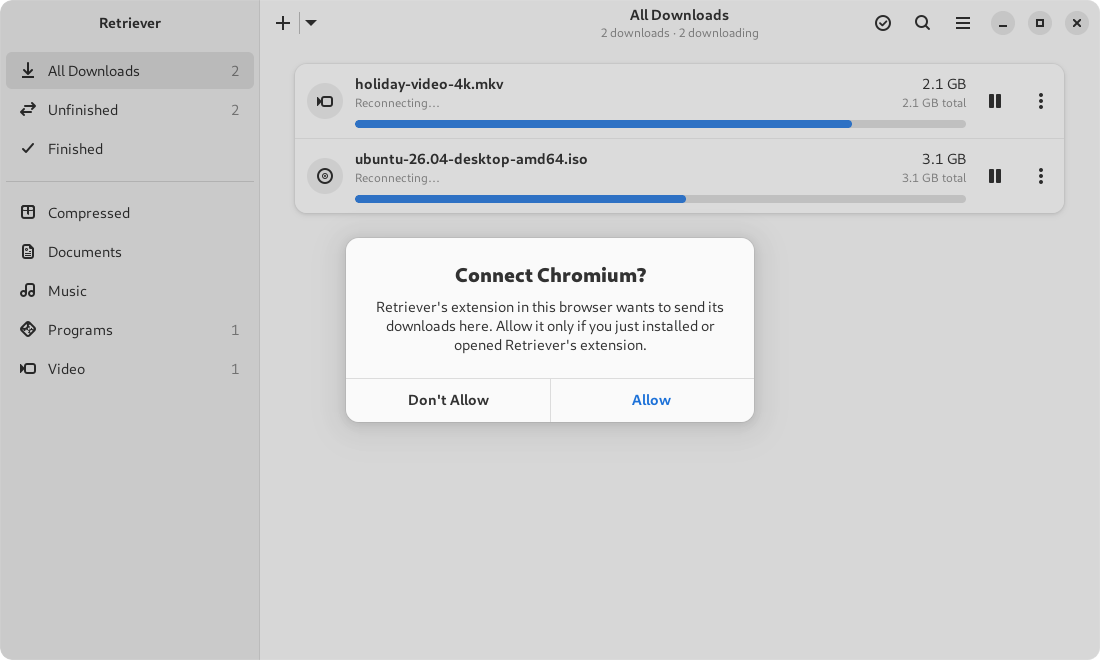 Retriever
All Downloads 2
Unfinished 2
Finished
Compressed
Documents
Music
Programs 1
Video 1
All Downloads
2 downloads · 2 downloading
holiday-video-4k.mkv 2.1 GB
Reconnecting… 2.1 GB total
ubuntu-26.04-desktop-amd64.iso 3.1 GB
Reconnecting… 3.1 GB total
Connect Chromium?
Retriever's extension in this browser wants to send its
downloads here. Allow it only if you just installed or
opened Retriever's extension.
Don't Allow Allow